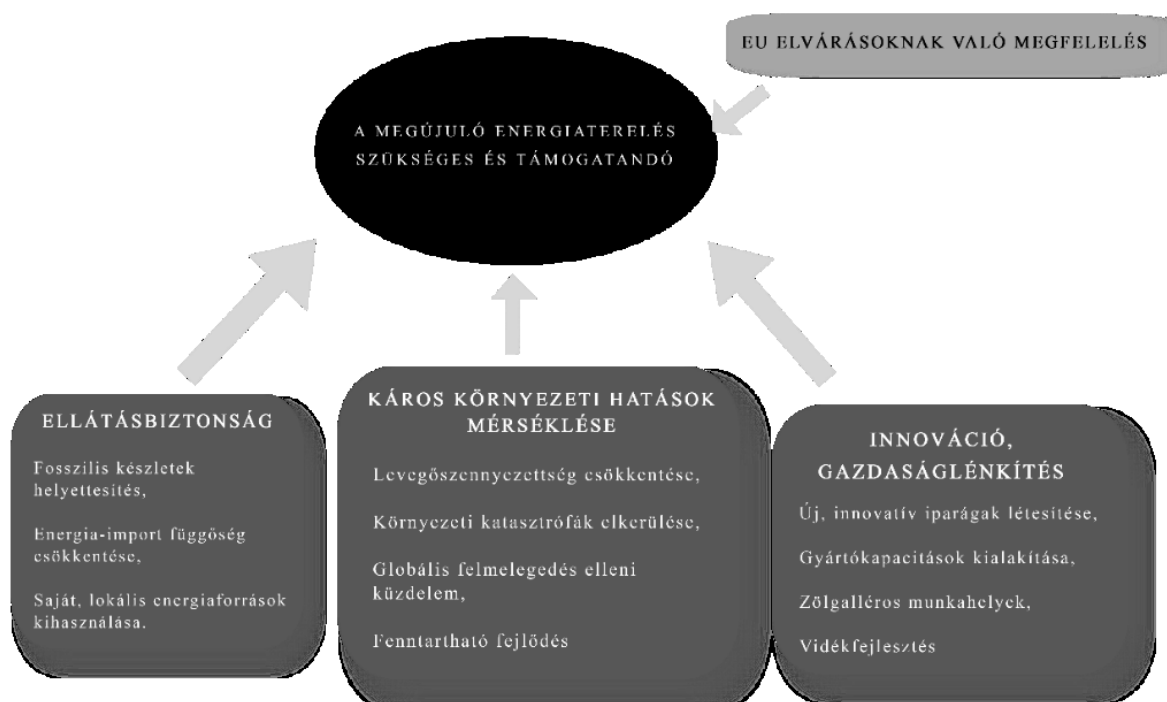 EU ELVÁRÁSOKNAK VALÓ MEGFELELÉS
A MEGÚJULÓ ENERGIATERELÉS
SZÜKSÉGES ÉS TÁMOGATANDÓ
ELLÁTÁSBIZTONSÁG
Fosszilis készletek
helyettesítés,
Energia-import függőség
csökkentése,
Saját, lokális energiaforrások
kihasználása.
KÁROS KÖRNYEZETI HATÁSOK
MÉRSÉKLÉSE
Levegőszennyezettség csökkentése,
Környezeti katasztrófák elkerülése,
Globális felmelegedés elleni
küzdelem,
Fenntartható fejlődés
INNOVÁCIÓ,
GAZDASÁGLÉNKÍTÉS
Új, innovatív iparágak létesítése,
Gyártókapacitások kialakítása,
Zölgalléros munkahelyek,
Vidékfejlesztés